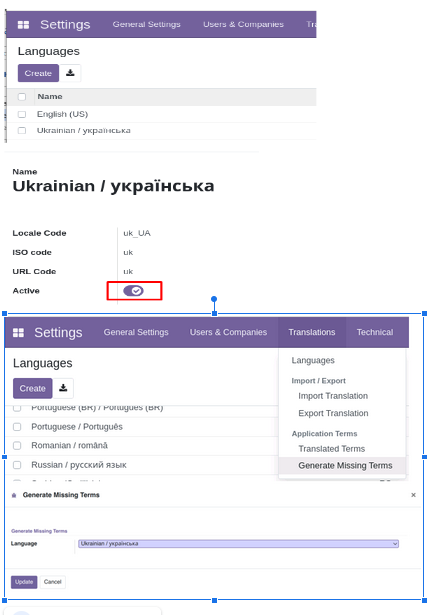 Settings General Settings Users & Companies
Languages
Create
Name
English (US)
Ukrainian / українська
Name
Ukrainian / українська
Locale Code uk_UA
ISO code uk
URL Code uk
Active
Settings General Settings Users & Companies Translations Technical
Languages
Languages
Import / Export
Create
Import Translation
Portuguese (BR) / Português (BR)
Export Translation
Portuguese / Português
Application Terms
Romanian / română
Translated Terms
Russian / русский язык
Generate Missing Terms
Generate Missing Terms ×
Generate Missing Terms
Language Ukrainian / українська
Update Cancel